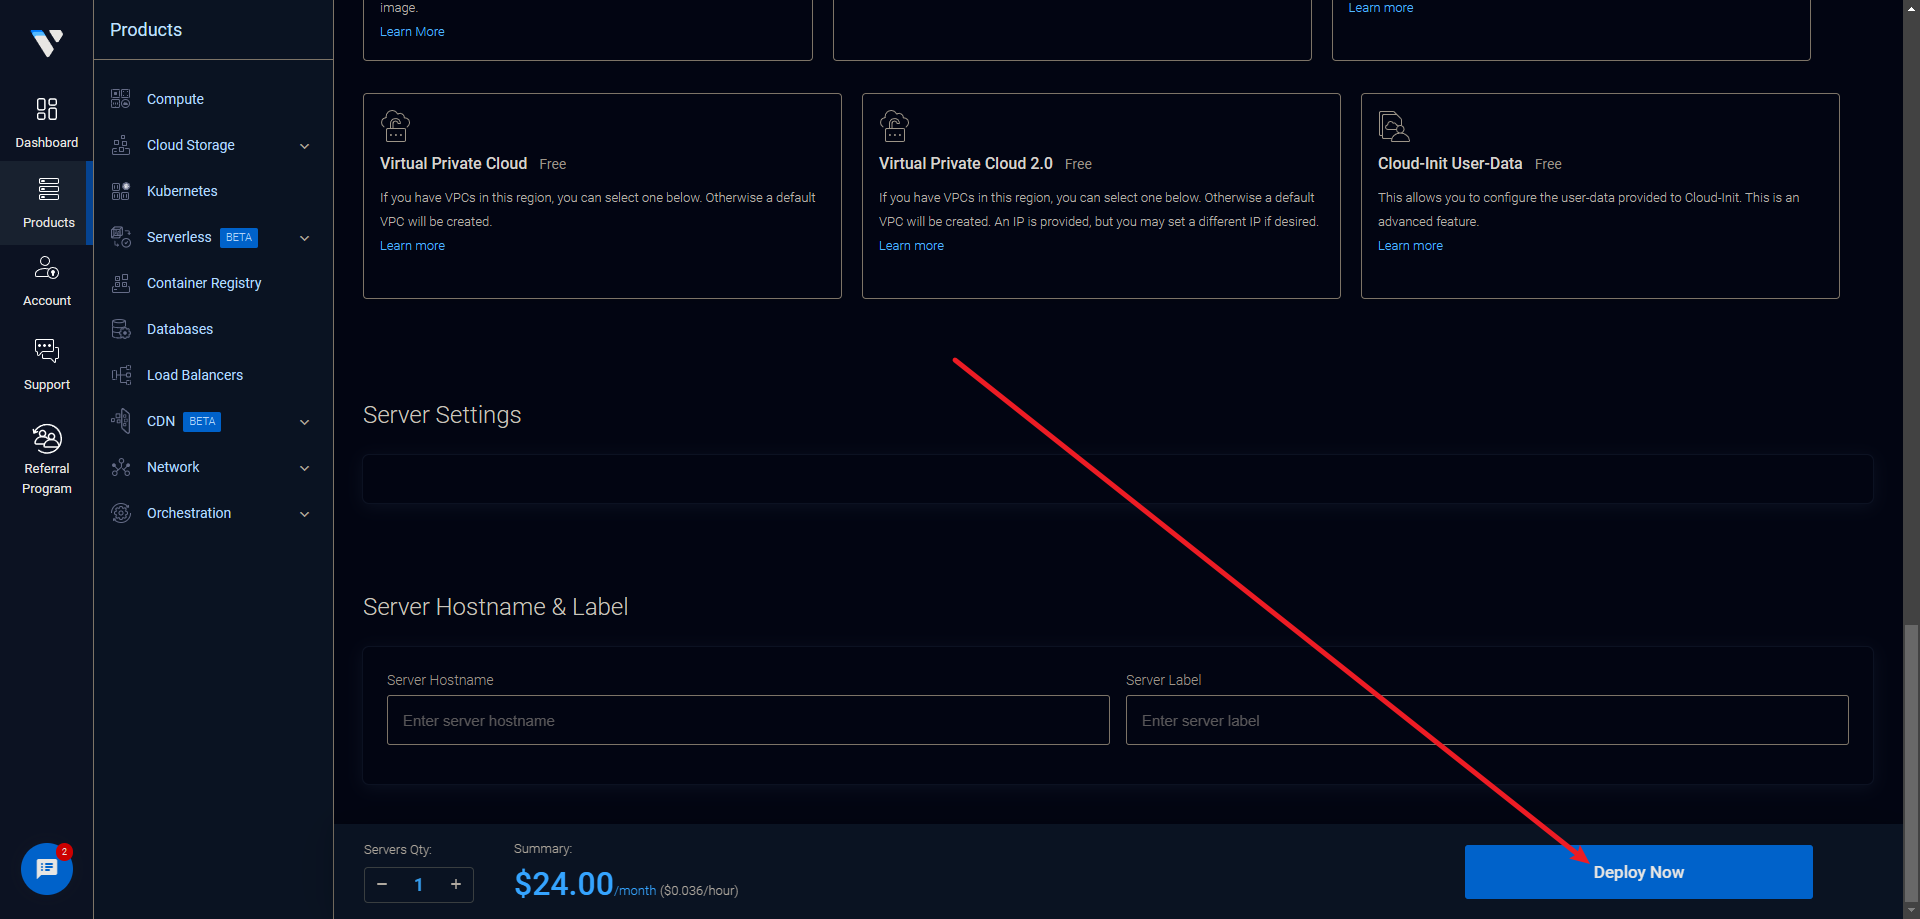 Products
image.
Learn More
Learn more
Dashboard
Products
Account
Support
Referral
Program
2
Compute
Cloud Storage
Kubernetes
Serverless BETA
Container Registry
Databases
Load Balancers
CDN BETA
Network
Orchestration
Virtual Private Cloud Free
If you have VPCs in this region, you can select one below. Otherwise a default
VPC will be created.
Learn more
Virtual Private Cloud 2.0 Free
If you have VPCs in this region, you can select one below. Otherwise a default
VPC will be created. An IP is provided, but you may set a different IP if desired.
Learn more
Cloud-Init User-Data Free
This allows you to configure the user-data provided to Cloud-Init. This is an
advanced feature.
Learn more
Server Settings
Server Hostname & Label
Server Hostname
Enter server hostname
Server Label
Enter server label
Servers Qty:
− 1 +
Summary:
$24.00/month ($0.036/hour)
Deploy Now